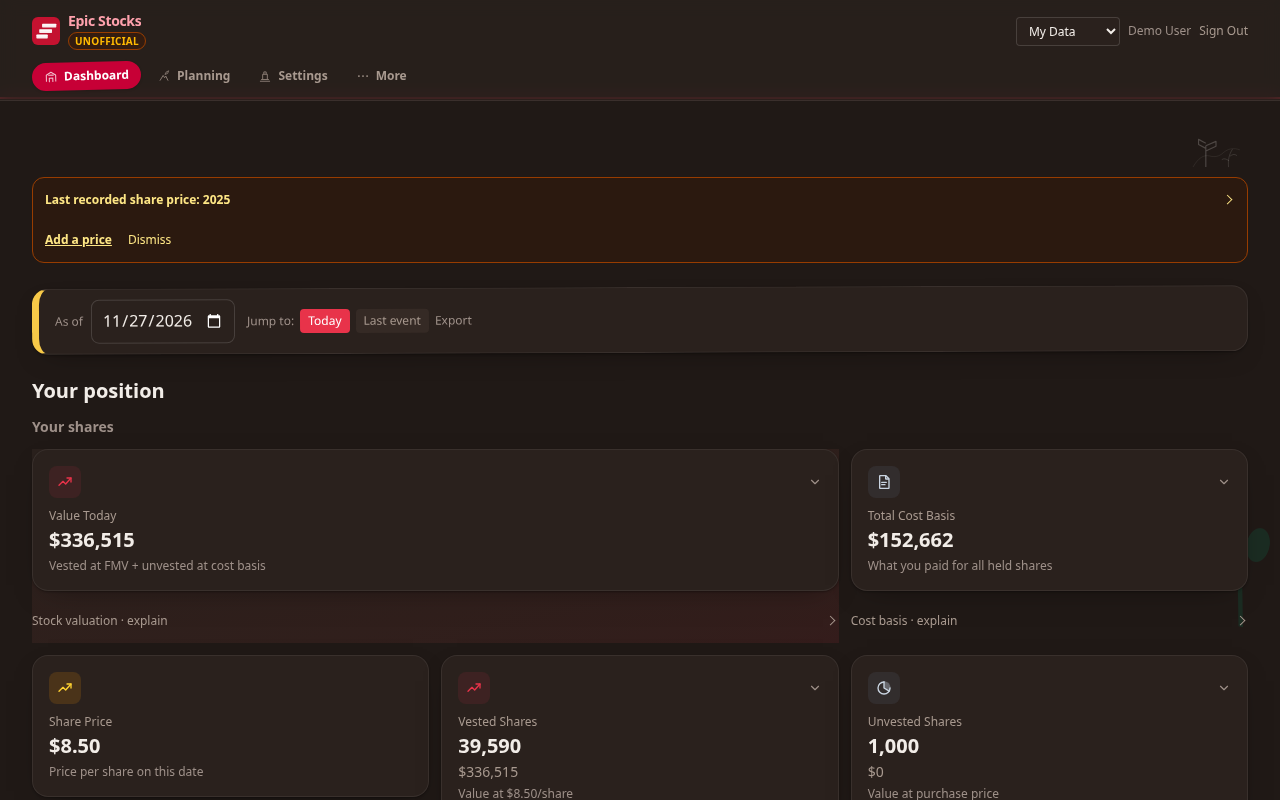 Epic Stocks
UNOFFICIAL
My Data
Demo User
Sign Out
Dashboard
Planning
Settings
More
Last recorded share price: 2025
Add a price
Dismiss
As of
11/27/2026
Jump to:
Today
Last event
Export
Your position
Your shares
Value Today
$336,515
Vested at FMV + unvested at cost basis
Total Cost Basis
$152,662
What you paid for all held shares
Stock valuation · explain
Cost basis · explain
Share Price
$8.50
Price per share on this date
Vested Shares
39,590
$336,515
Value at $8.50/share
Unvested Shares
1,000
$0
Value at purchase price